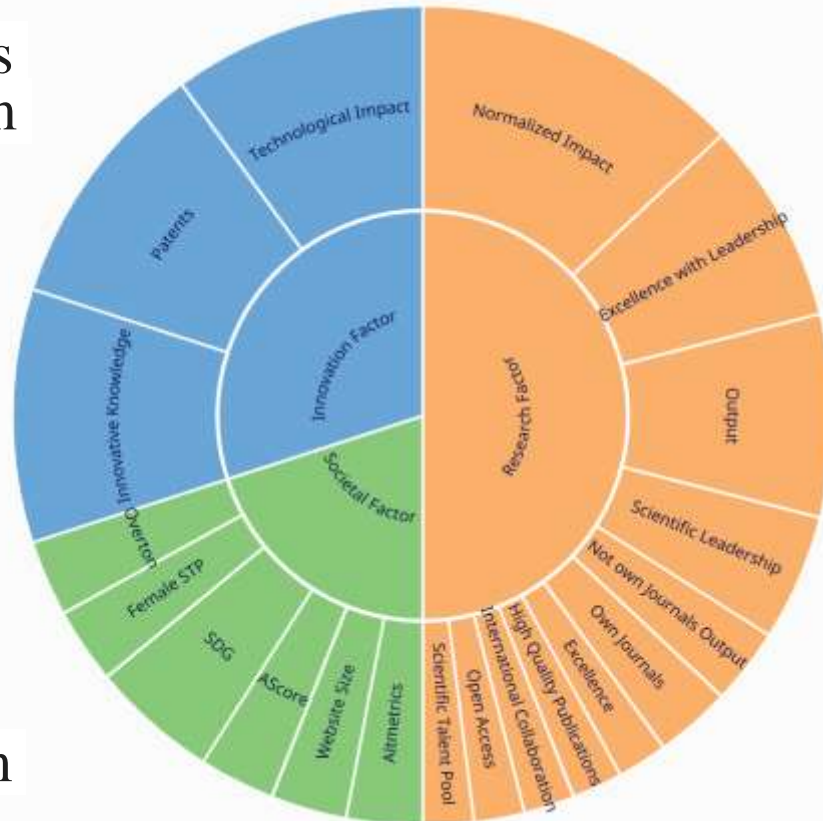 s
n
Technological Impact
Normalized Impact
Patents
Excellence with Leadership
Innovation Factor
Innovative Knowledge
Research Factor
Output
Societal Factor
Overton
Scientific Leadership
Female STP
Not own Journals Output
SDG
Own Journals
AScore
Excellence
Website Size
High Quality Publications
Aitmetrics
International Collaboration
Scientific Talent Pool
Open Access
n